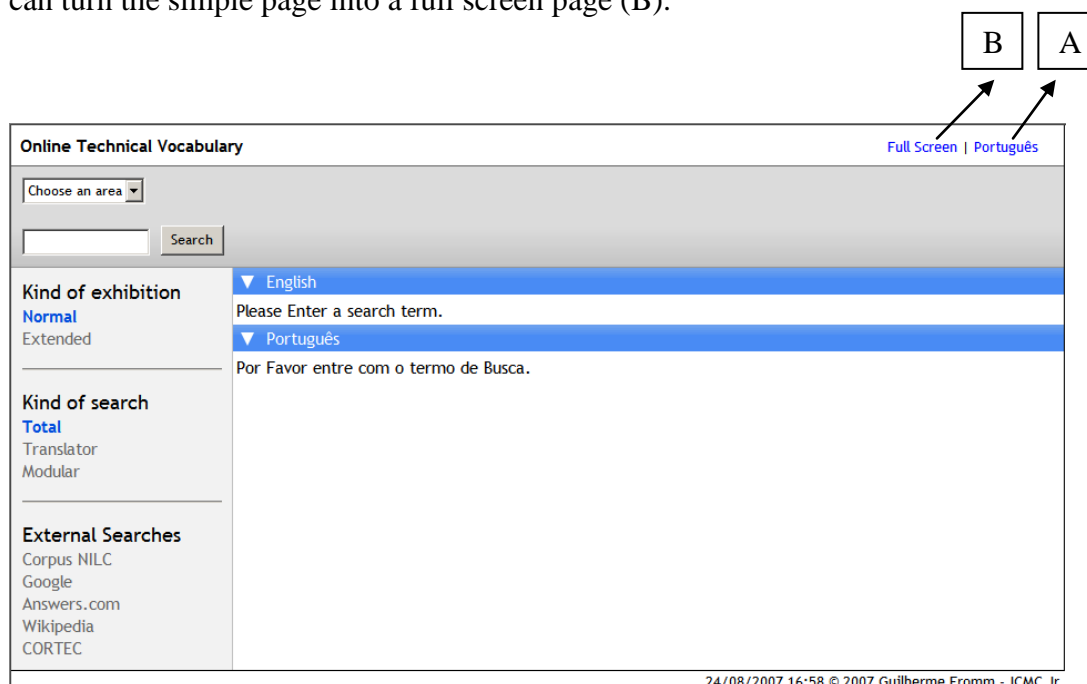 can turn the simple page into a full screen page (B).
B A
Online Technical Vocabulary
Full Screen | Português
Choose an area
Search
Kind of exhibition
Normal
Extended
Kind of search
Total
Translator
Modular
External Searches
Corpus NILC
Google
Answers.com
Wikipedia
CORTEC
English
Please Enter a search term.
Português
Por Favor entre com o termo de Busca.
24/08/2007 16:58 © 2007 Guilherme Fromm - ICMC Jr